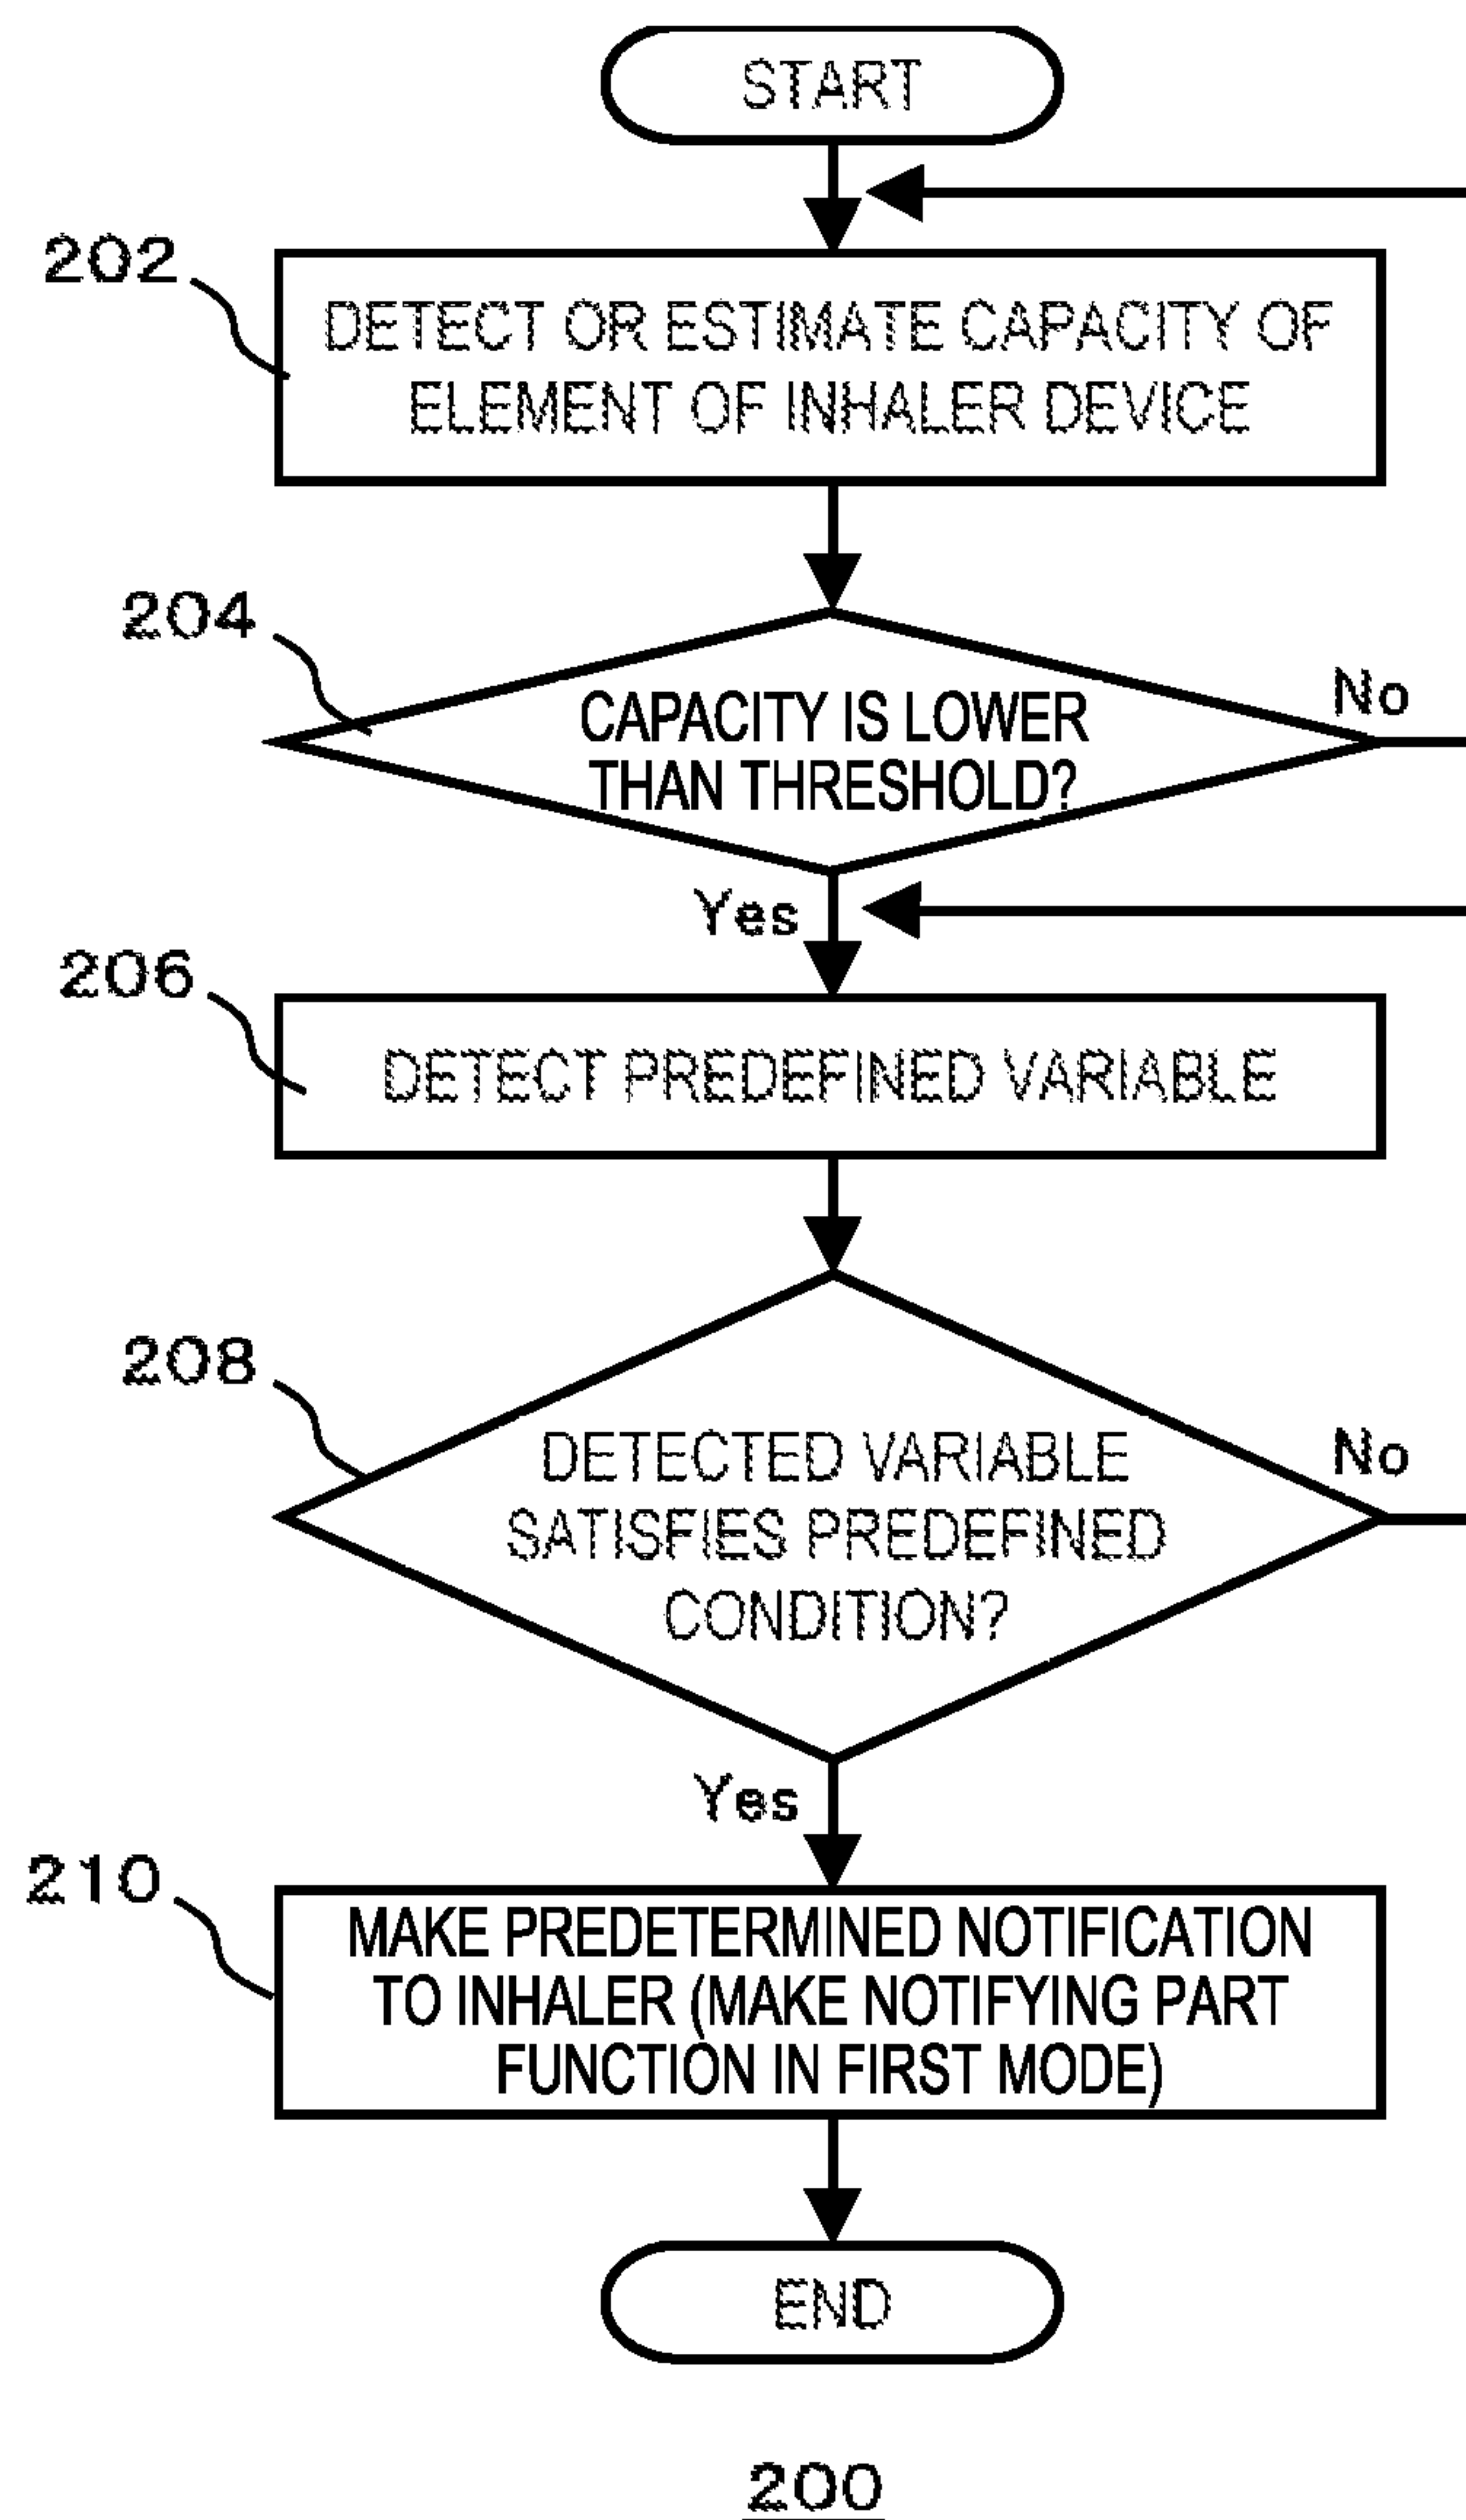 START
202
DETECT OR ESTIMATE CAPACITY OF
ELEMENT OF INHALER DEVICE
204
CAPACITY IS LOWER
THAN THRESHOLD?
No
Yes
206
DETECT PREDEFINED VARIABLE
208
DETECTED VARIABLE
SATISFIES PREDEFINED
CONDITION?
No
Yes
210
MAKE PREDETERMINED NOTIFICATION
TO INHALER (MAKE NOTIFYING PART
FUNCTION IN FIRST MODE)
END
200